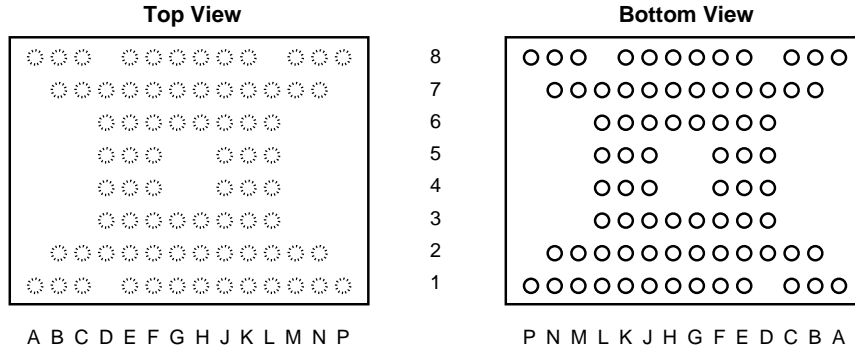 Top View
Bottom View
8
7
6
5
4
3
2
1
A B C D E F G H J K L M N P
P N M L K J H G F E D C B A